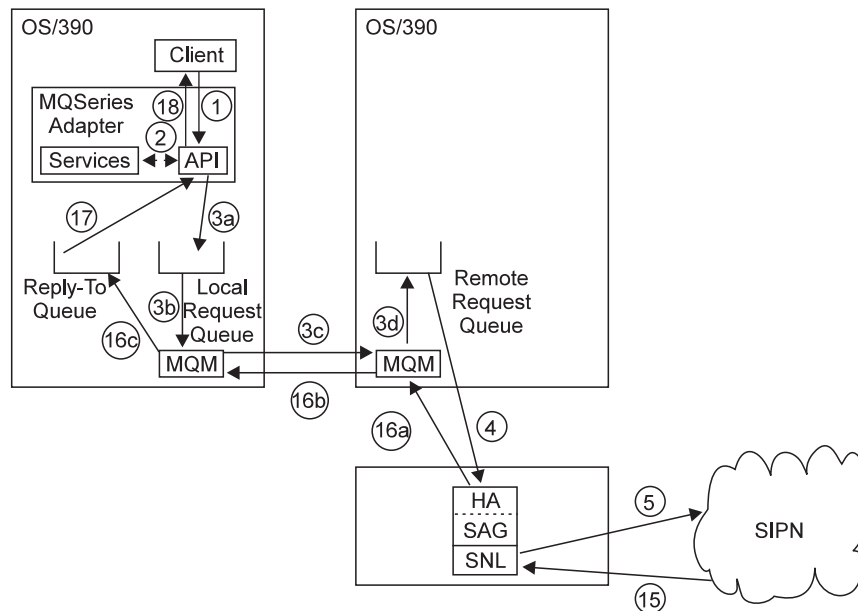 OS/390
Client
MQSeries
Adapter
18
1
2
Services
API
17
3a
Reply-To
Queue
3b
Local
Request
Queue
16c
MQM
3c
16b
OS/390
Remote
Request
Queue
3d
MQM
16a
4
HA
SAG
SNL
5
15
SIPN